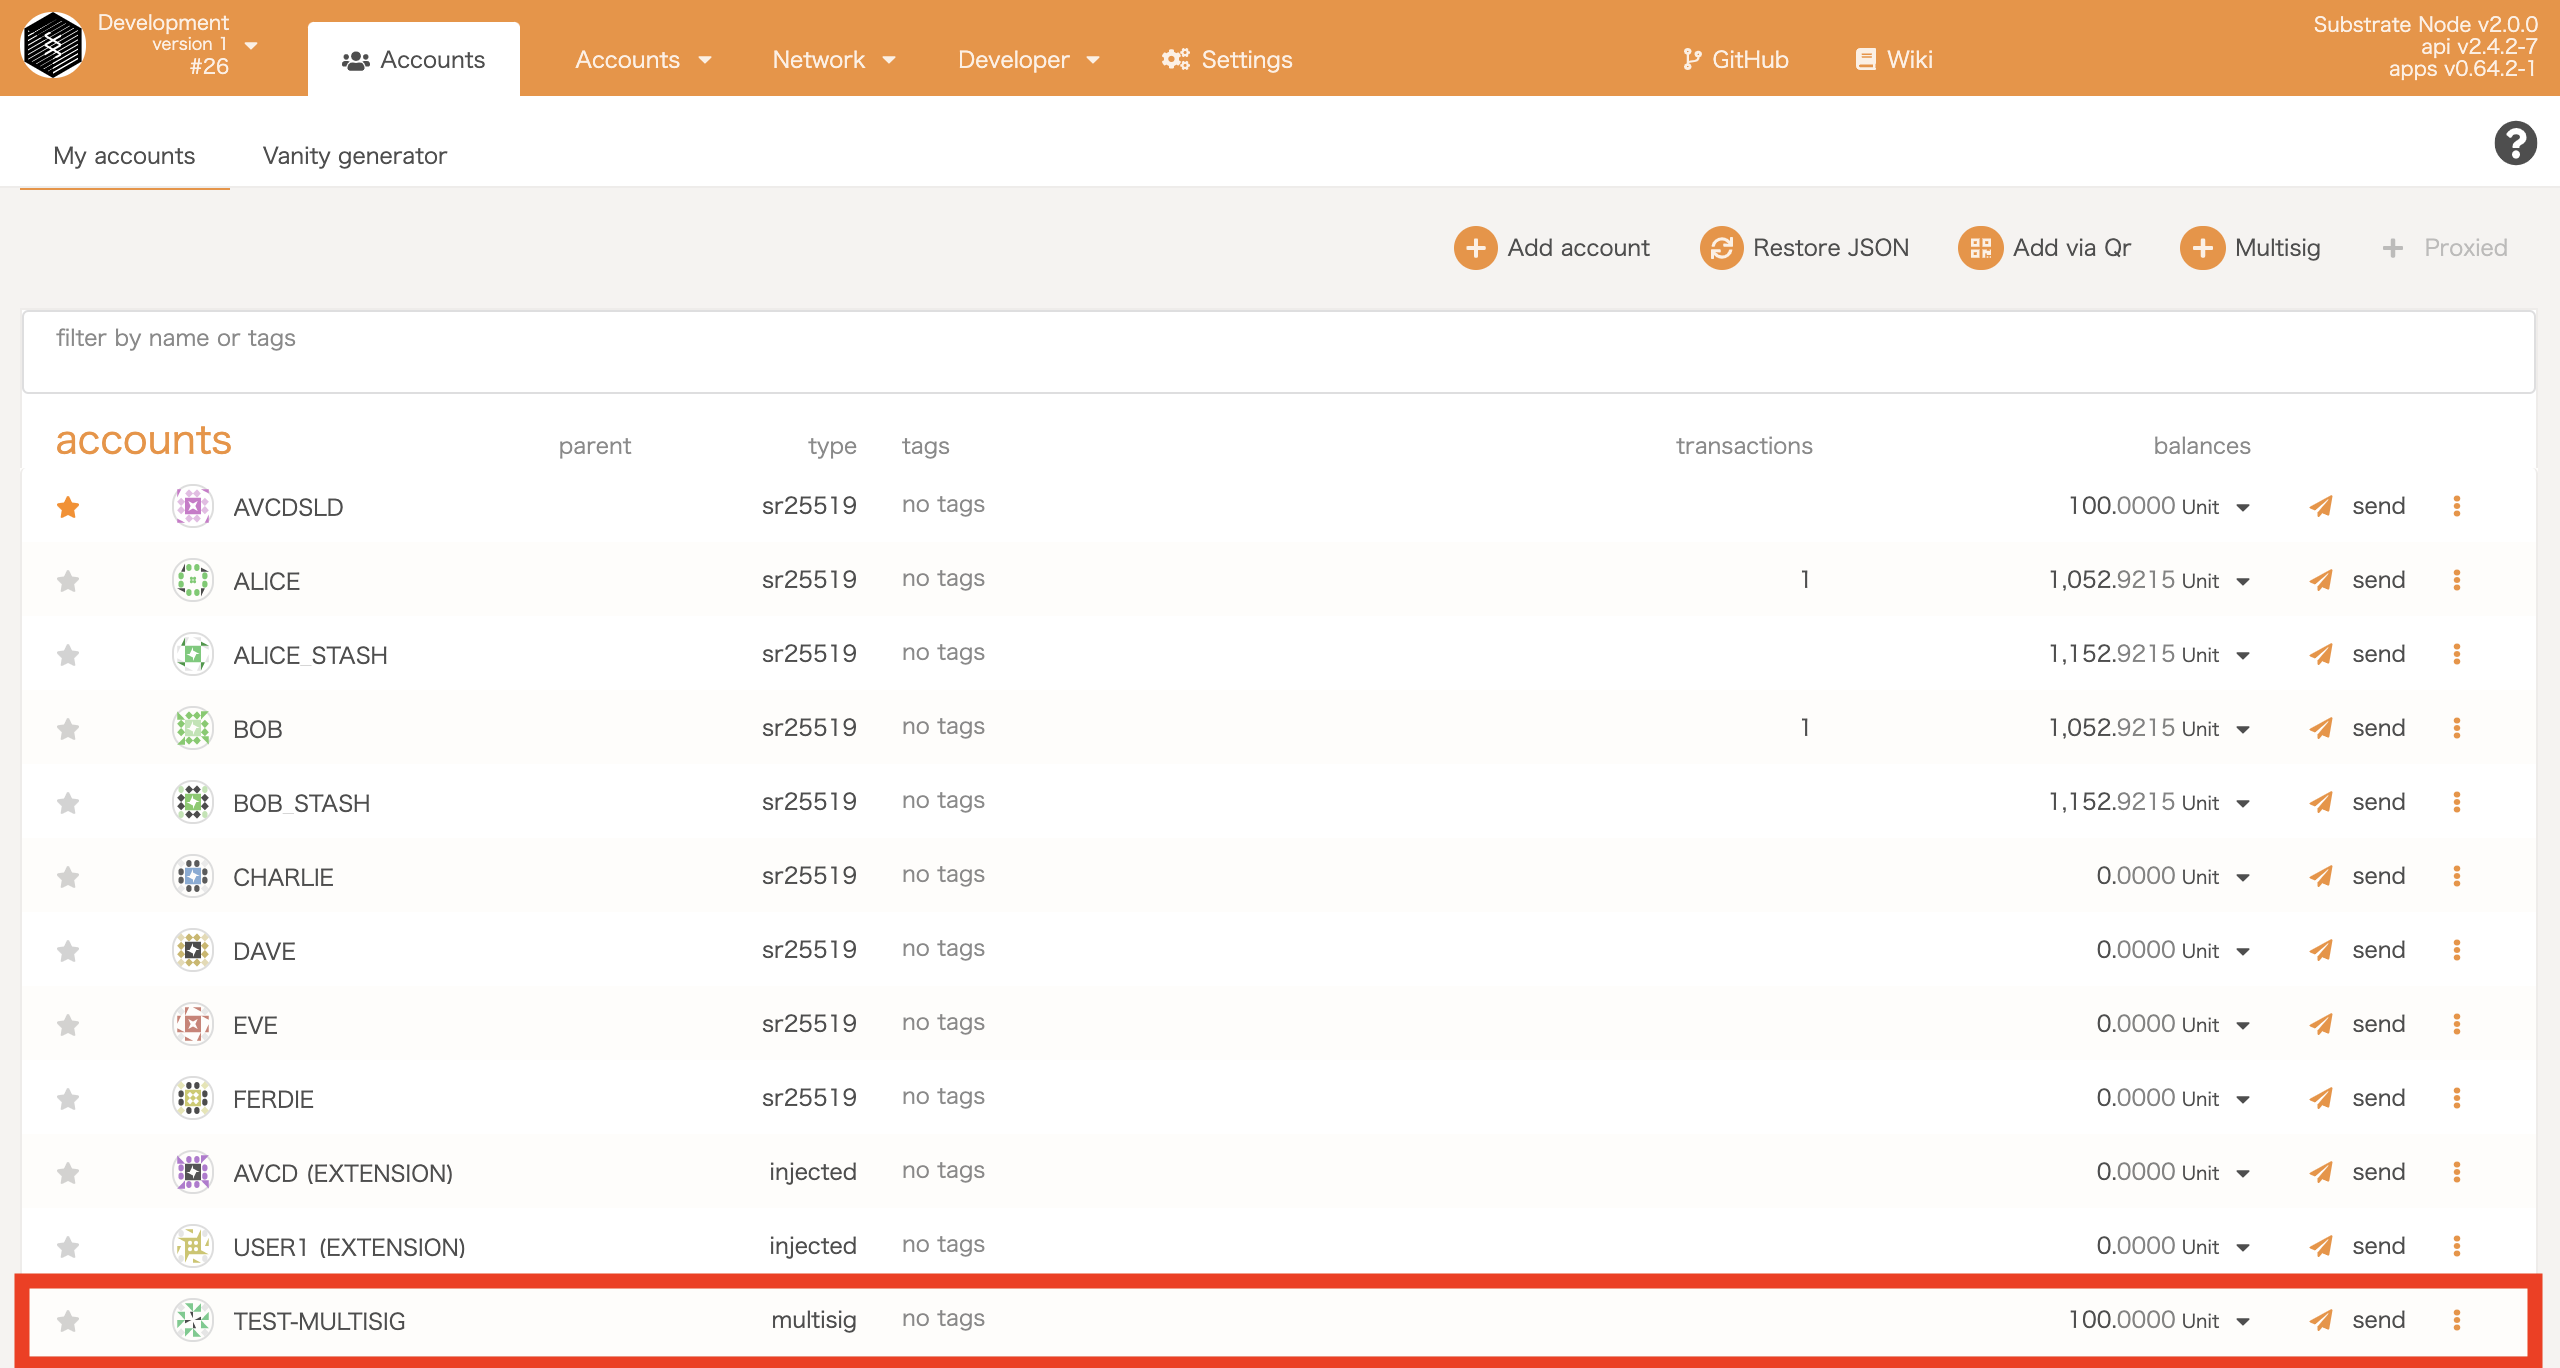 Development
version 1
#26
Accounts
Accounts
Network
Developer
Settings
GitHub
Wiki
Substrate Node v2.0.0
api v2.4.2-7
apps v0.64.2-1
My accounts
Vanity generator
Add account
Restore JSON
Add via Qr
Multisig
Proxied
filter by name or tags
accounts parent type tags transactions balances
AVCDSLD sr25519 no tags 100.0000 Unit send
ALICE sr25519 no tags 1 1,052.9215 Unit send
ALICE_STASH sr25519 no tags 1,152.9215 Unit send
BOB sr25519 no tags 1 1,052.9215 Unit send
BOB_STASH sr25519 no tags 1,152.9215 Unit send
CHARLIE sr25519 no tags 0.0000 Unit send
DAVE sr25519 no tags 0.0000 Unit send
EVE sr25519 no tags 0.0000 Unit send
FERDIE sr25519 no tags 0.0000 Unit send
AVCD (EXTENSION) injected no tags 0.0000 Unit send
USER1 (EXTENSION) injected no tags 0.0000 Unit send
TEST-MULTISIG multisig no tags 100.0000 Unit send